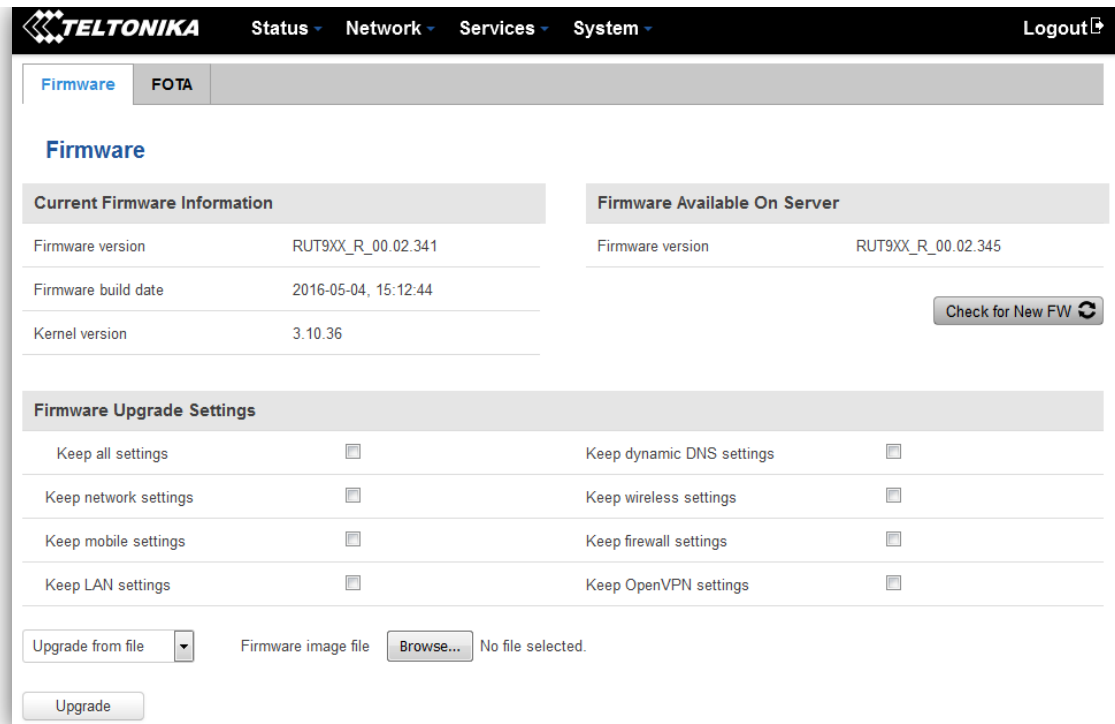 TELTONIKA Status Network Services System Logout
Firmware FOTA
Firmware
Current Firmware Information Firmware Available On Server
Firmware version RUT9XX_R_00.02.341 Firmware version RUT9XX_R_00.02.345
Firmware build date 2016-05-04, 15:12:44
Check for New FW
Kernel version 3.10.36
Firmware Upgrade Settings
Keep all settings Keep dynamic DNS settings
Keep network settings Keep wireless settings
Keep mobile settings Keep firewall settings
Keep LAN settings Keep OpenVPN settings
Upgrade from file Firmware image file Browse... No file selected.
Upgrade